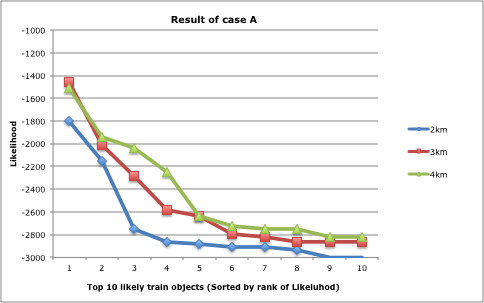 Result of case A
-1000
-1200
-1400
-1600
-1800
-2000
-2200
-2400
-2600
-2800
-3000
Likelihood
1 2 3 4 5 6 7 8 9 10
Top 10 likely train objects (Sorted by rank of Likeluhod)
2km
3km
4km